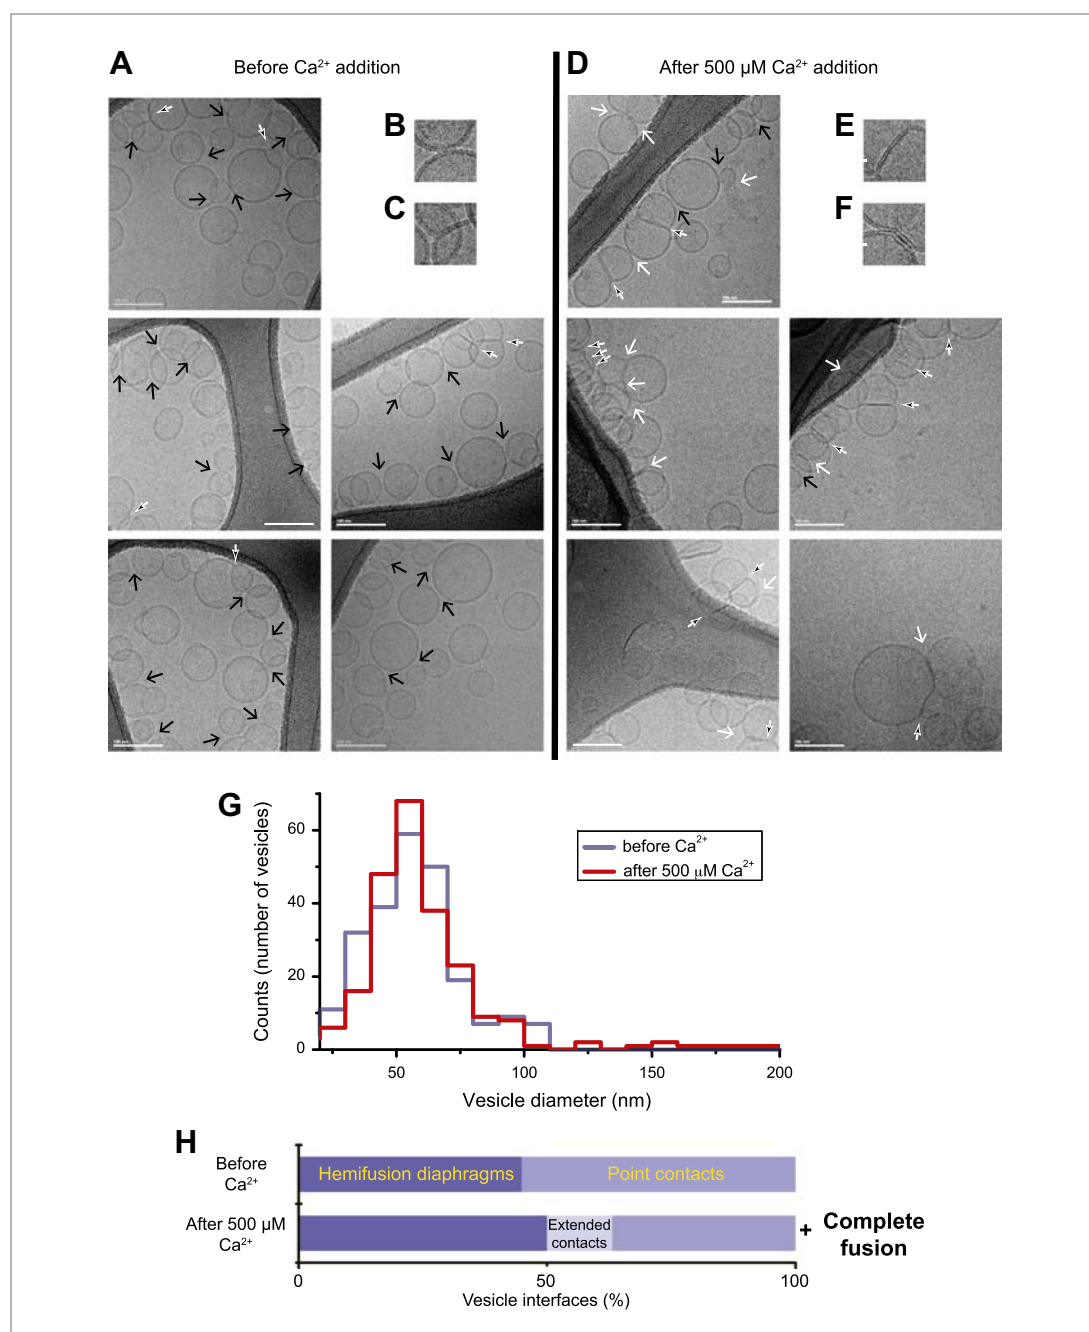 A
Before Ca²⁺ addition
B
C
D
After 500 µM Ca²⁺ addition
E
F
G
Counts (number of vesicles)
60
40
20
0
50
100
150
200
Vesicle diameter (nm)
before Ca²⁺
after 500 µM Ca²⁺
H
Before
Ca²⁺
Hemifusion diaphragms
Point contacts
After 500 µM
Ca²⁺
Extended
contacts
+ Complete
fusion
0
50
100
Vesicle interfaces (%)